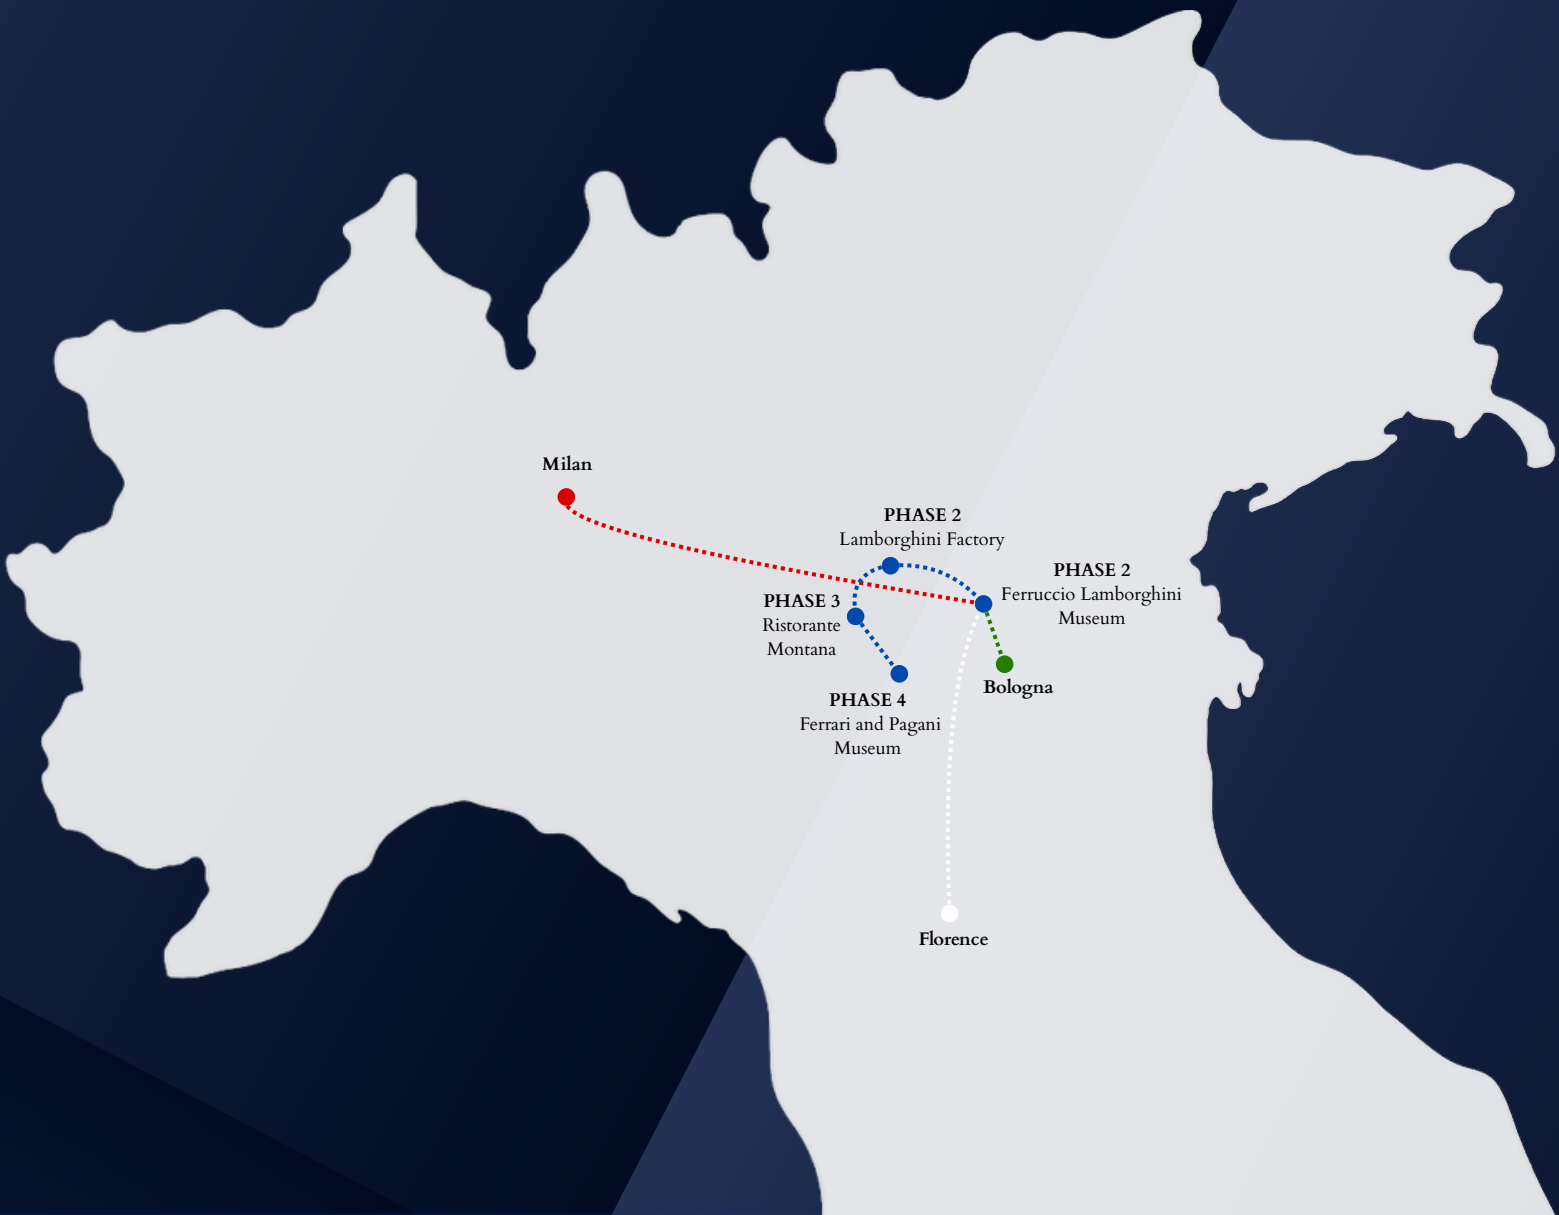 Milan
PHASE 2
Lamborghini Factory
PHASE 2
Ferruccio Lamborghini
Museum
PHASE 3
Ristorante
Montana
Bologna
PHASE 4
Ferrari and Pagani
Museum
Florence